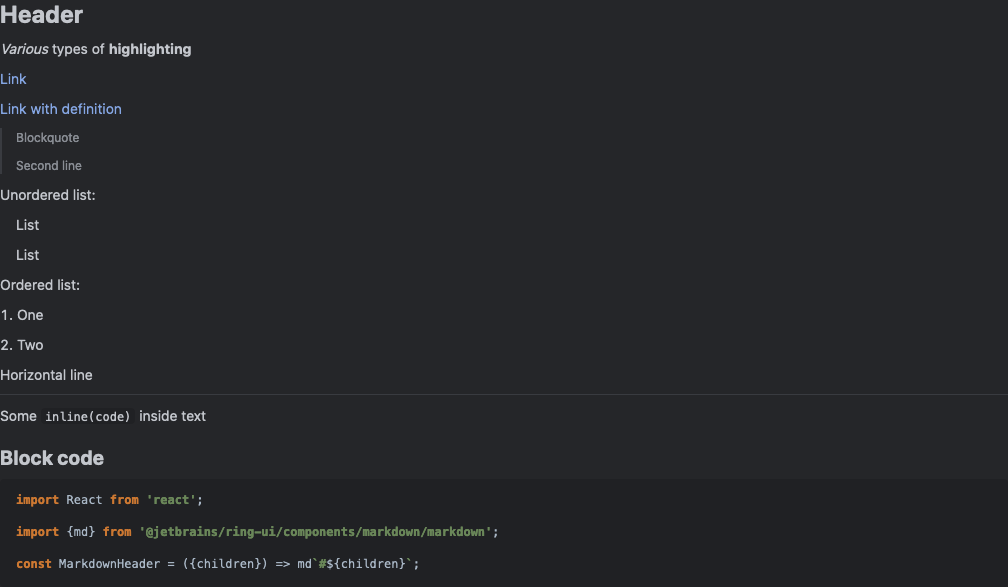 Header
Various types of highlighting
Link
Link with definition
Blockquote
Second line
Unordered list:
List
List
Ordered list:
1. One
2. Two
Horizontal line
Some inline(code) inside text
Block code
import React from 'react';
import {md} from '@jetbrains/ring-ui/components/markdown/markdown';
const MarkdownHeader = ({children}) => md`#${children}`;